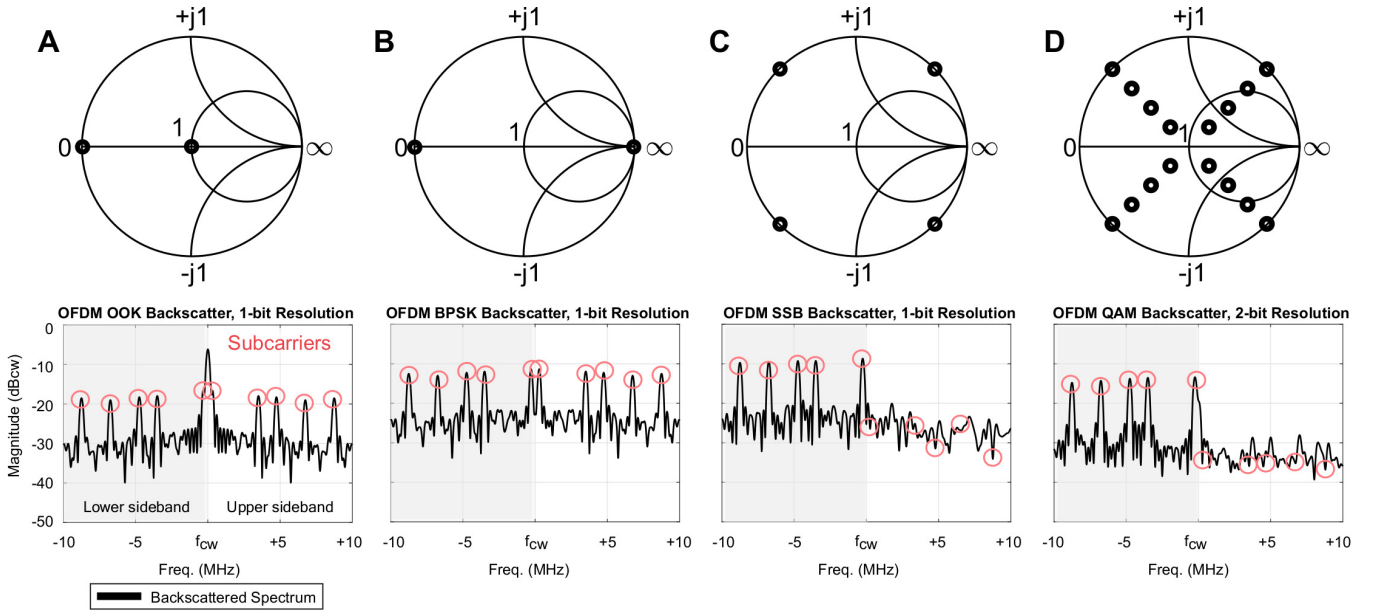 A
+j1
0
1
∞
-j1
B
+j1
0
1
∞
-j1
C
+j1
0
1
∞
-j1
D
+j1
0
1
∞
-j1
OFDM OOK Backscatter, 1-bit Resolution
Magnitude (dBcw)
0
-10
-20
-30
-40
-50
Subcarriers
Lower sideband
Upper sideband
-10 -5 fCW +5 +10
Freq. (MHz)
OFDM BPSK Backscatter, 1-bit Resolution
-10 -5 fCW +5 +10
Freq. (MHz)
OFDM SSB Backscatter, 1-bit Resolution
-10 -5 fCW +5 +10
Freq. (MHz)
OFDM QAM Backscatter, 2-bit Resolution
-10 -5 fCW +5 +10
Freq. (MHz)
Backscattered Spectrum